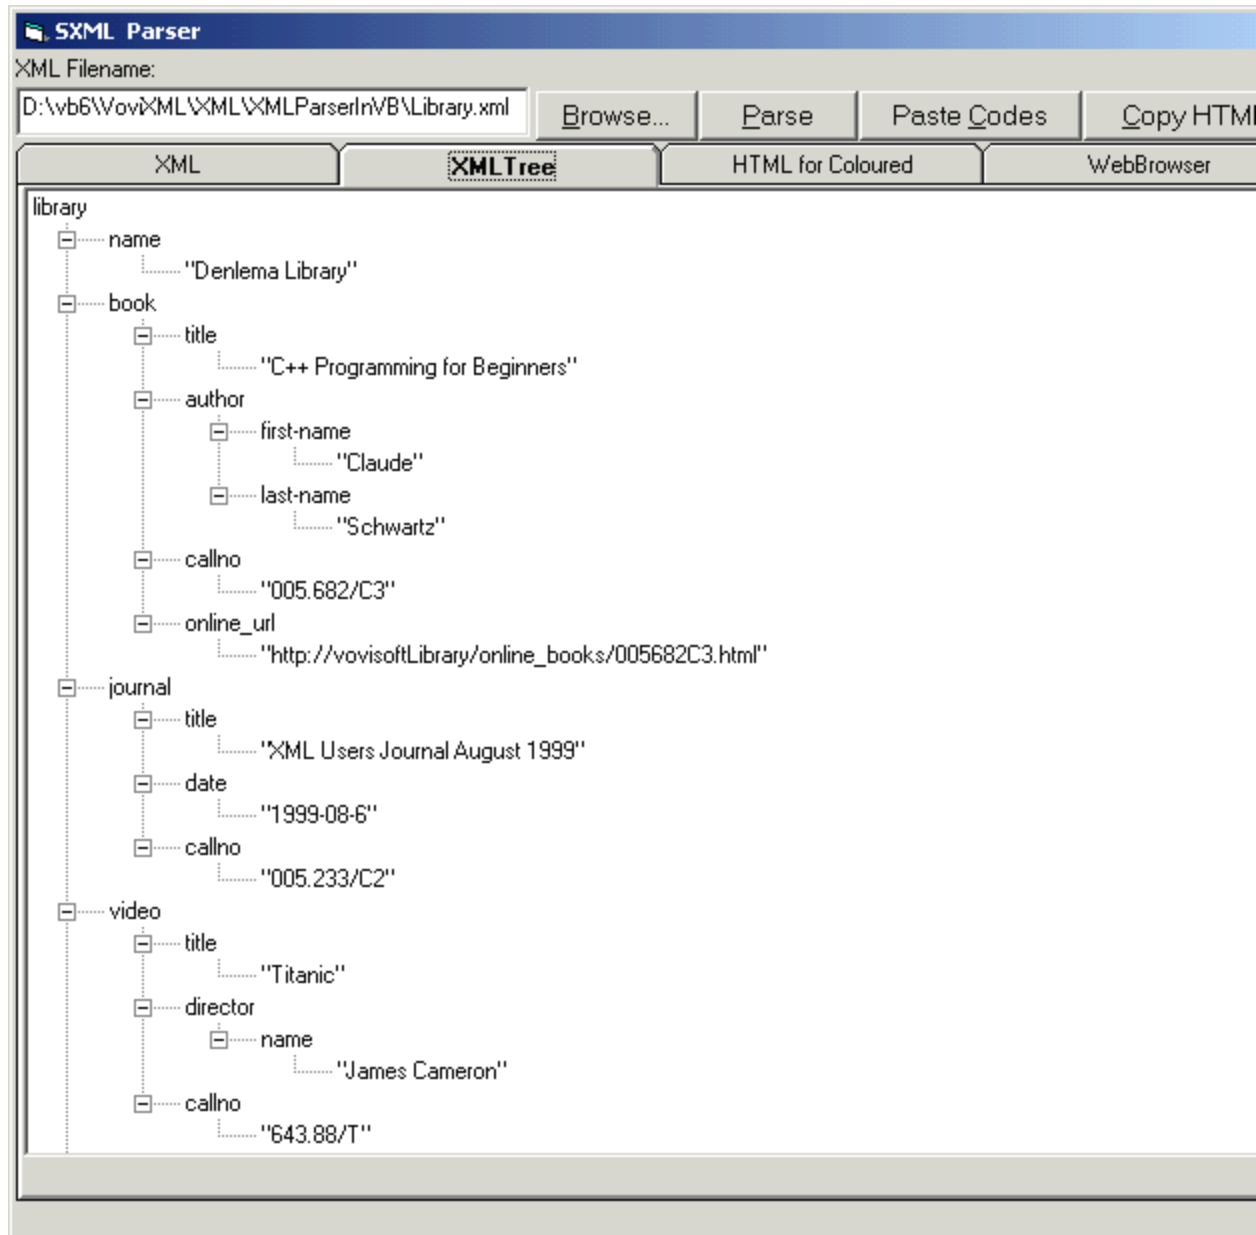 SXML Parser
XML Filename:
D:\vb6\VoviXML\XML\XMLParserInVB\Library.xml Browse... Parse Paste Codes Copy HTML
XML XMLTree HTML for Coloured WebBrowser
library
name
"Denlema Library"
book
title
"C++ Programming for Beginners"
author
first-name
"Claude"
last-name
"Schwartz"
callno
"005.682/C3"
online_url
"http://vovisoftLibrary/online_books/005682C3.html"
journal
title
"XML Users Journal August 1999"
date
"1999-08-6"
callno
"005.233/C2"
video
title
"Titanic"
director
name
"James Cameron"
callno
"643.88/T"